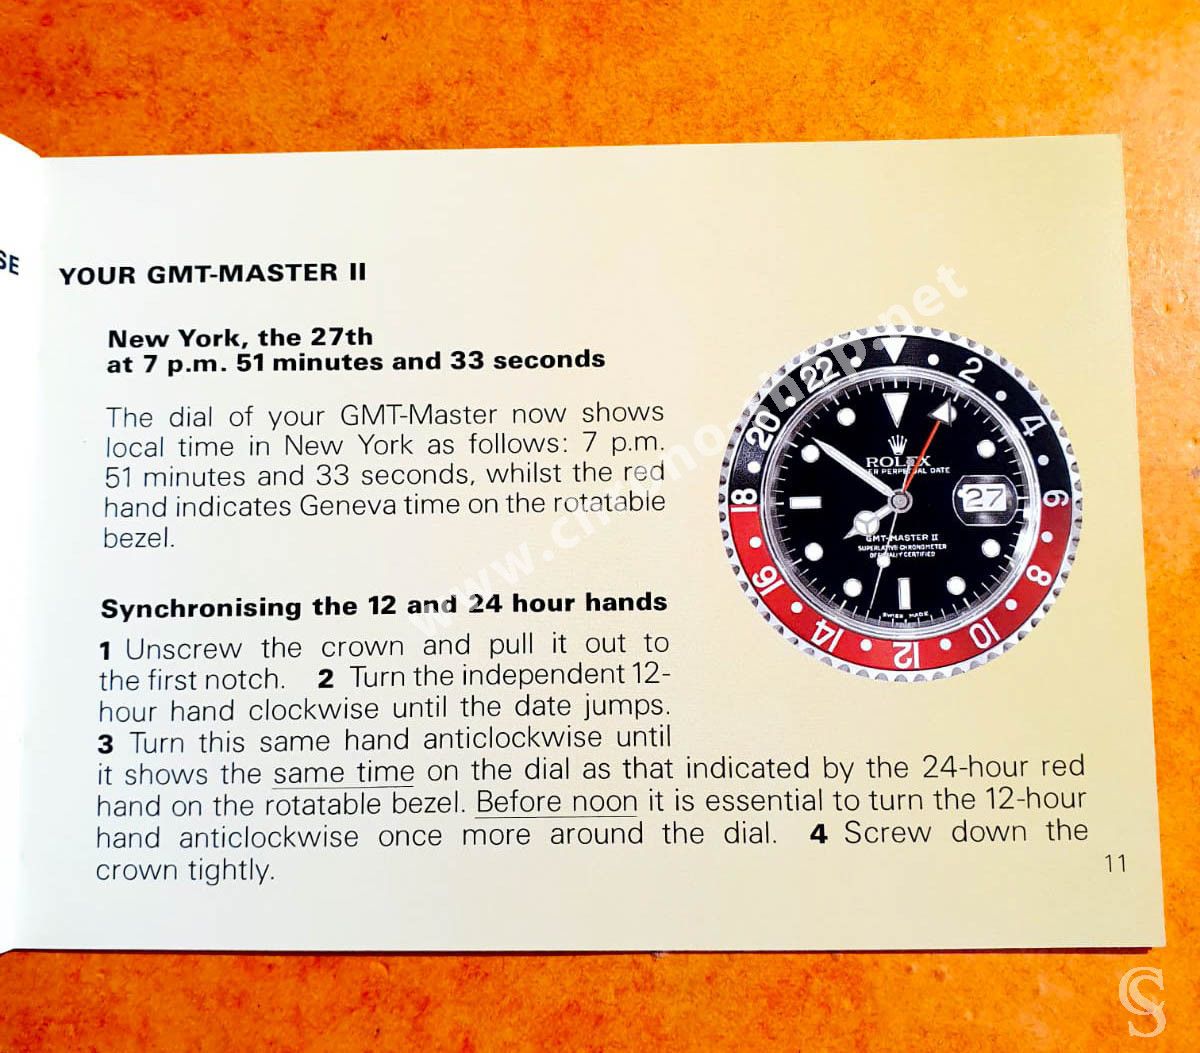 SE
YOUR GMT-MASTER II
New York, the 27th
at 7 p.m. 51 minutes and 33 seconds
The dial of your GMT-Master now shows
local time in New York as follows: 7 p.m.
51 minutes and 33 seconds, whilst the red
hand indicates Geneva time on the rotatable
bezel.
Synchronising the 12 and 24 hour hands
1 Unscrew the crown and pull it out to
the first notch. 2 Turn the independent 12-
hour hand clockwise until the date jumps.
3 Turn this same hand anticlockwise until
it shows the same time on the dial as that indicated by the 24-hour red
hand on the rotatable bezel. Before noon it is essential to turn the 12-hour
hand anticlockwise once more around the dial. 4 Screw down the
crown tightly.
11
2 4 6 8 10 12 14 16 18 20 22
ROLEX
PERPETUAL DATE
27
GMT-MASTER II
SUPERLATIVE CHRONOMETER
OFFICIALLY CERTIFIED
SWISS MADE